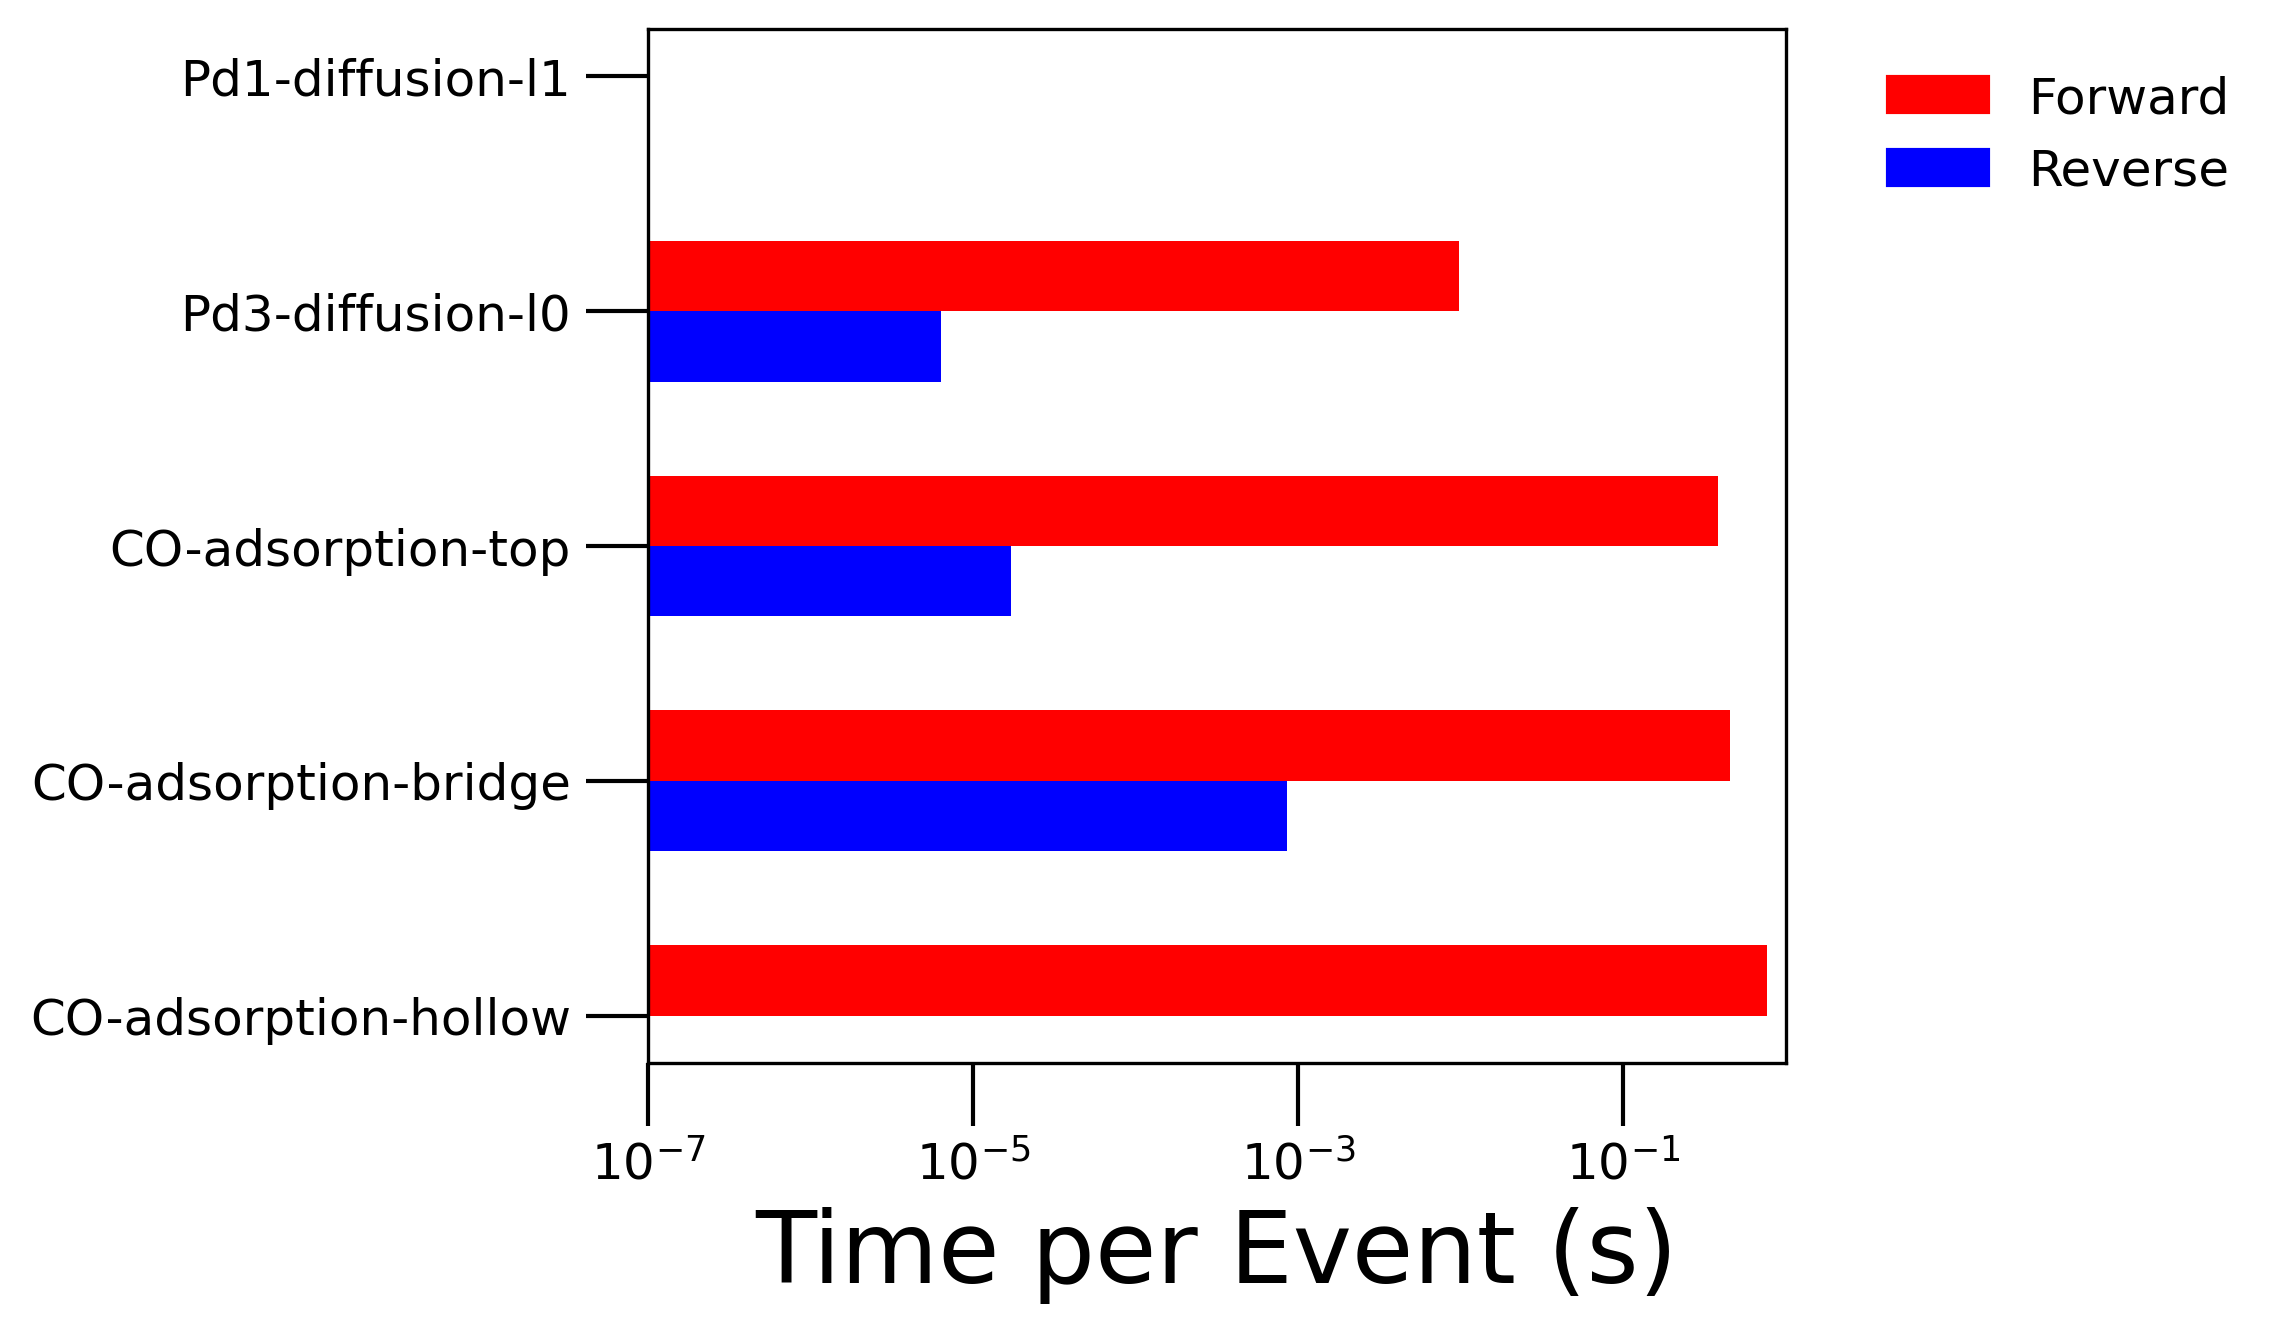 Pd1-diffusion-l1
Pd3-diffusion-l0
CO-adsorption-top
CO-adsorption-bridge
CO-adsorption-hollow
10⁻⁷ 10⁻⁵ 10⁻³ 10⁻¹
Time per Event (s)
Forward
Reverse